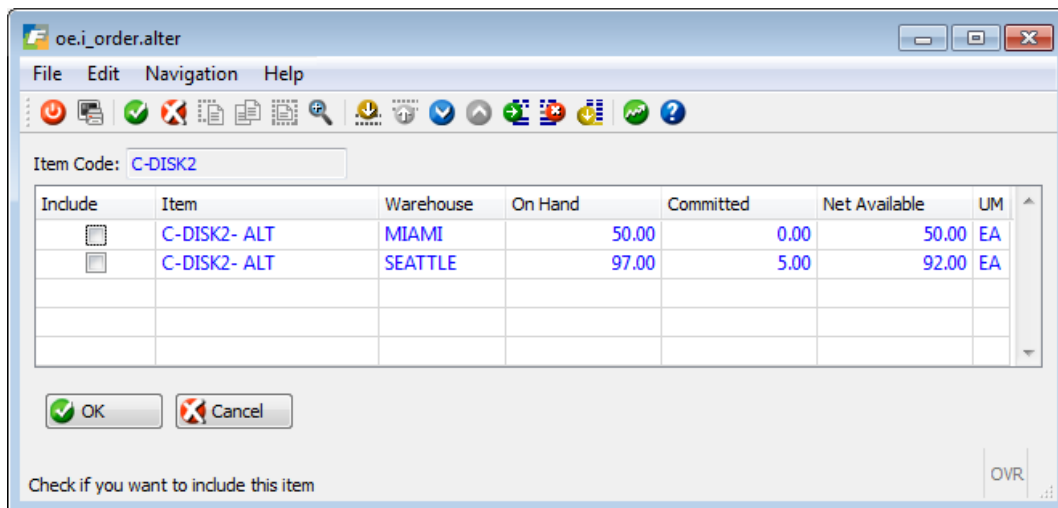 oe.i_order.alter
File Edit Navigation Help
Item Code: C-DISK2
Include Item Warehouse On Hand Committed Net Available UM
C-DISK2- ALT MIAMI 50.00 0.00 50.00 EA
C-DISK2- ALT SEATTLE 97.00 5.00 92.00 EA
OK Cancel
Check if you want to include this item OVR